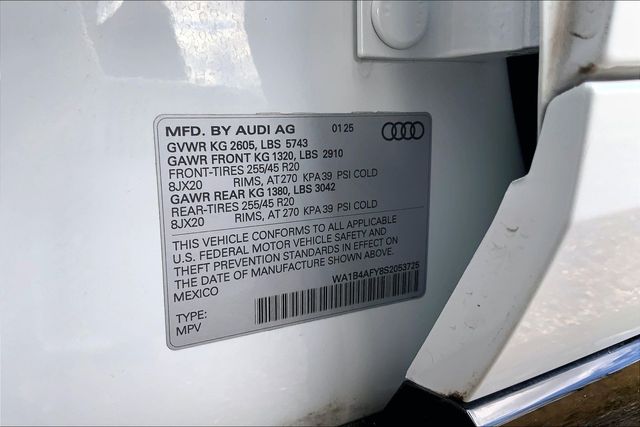 MFD. BY AUDI AG 01 25
GVWR KG 2605, LBS 5743
GAWR FRONT KG 1320, LBS 2910
FRONT-TIRES 255/45 R20
8JX20 RIMS, AT 270 KPA 39 PSI COLD
GAWR REAR KG 1380, LBS 3042
REAR-TIRES 255/45 R20
8JX20 RIMS, AT 270 KPA 39 PSI COLD
THIS VEHICLE CONFORMS TO ALL APPLICABLE
U.S. FEDERAL MOTOR VEHICLE SAFETY AND
THEFT PREVENTION STANDARDS IN EFFECT ON
THE DATE OF MANUFACTURE SHOWN ABOVE.
MEXICO WA1B4AFY8S2053725
TYPE:
MPV